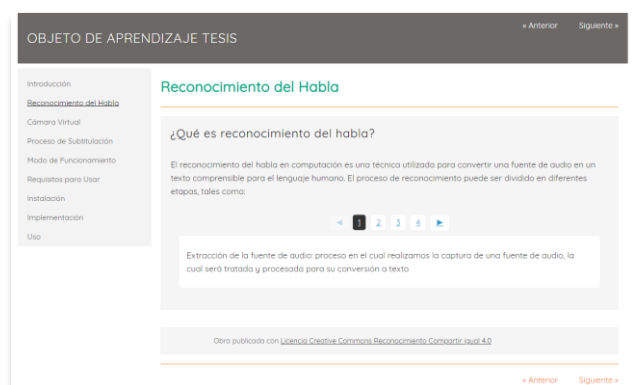 OBJETO DE APRENDIZAJE TESIS
« Anterior Siguiente »
Introducción
Reconocimiento del Habla
Cámara Virtual
Proceso de Subtitulación
Modo de Funcionamiento
Requisitos para Usar
Instalación
Implementación
Uso
Reconocimiento del Habla
¿Qué es reconocimiento del habla?
El reconocimiento del habla en computación es una técnica utilizada para convertir una fuente de audio en un
texto comprensible para el lenguaje humano. El proceso de reconocimiento puede ser dividido en diferentes
etapas, tales como:
1 2 3 4
Extracción de la fuente de audio: proceso en el cual realizamos la captura de una fuente de audio, la
cual será tratada y procesada para su conversión a texto
Obra publicada con Licencia Creative Commons Reconocimiento Compartir igual 4.0
« Anterior Siguiente »